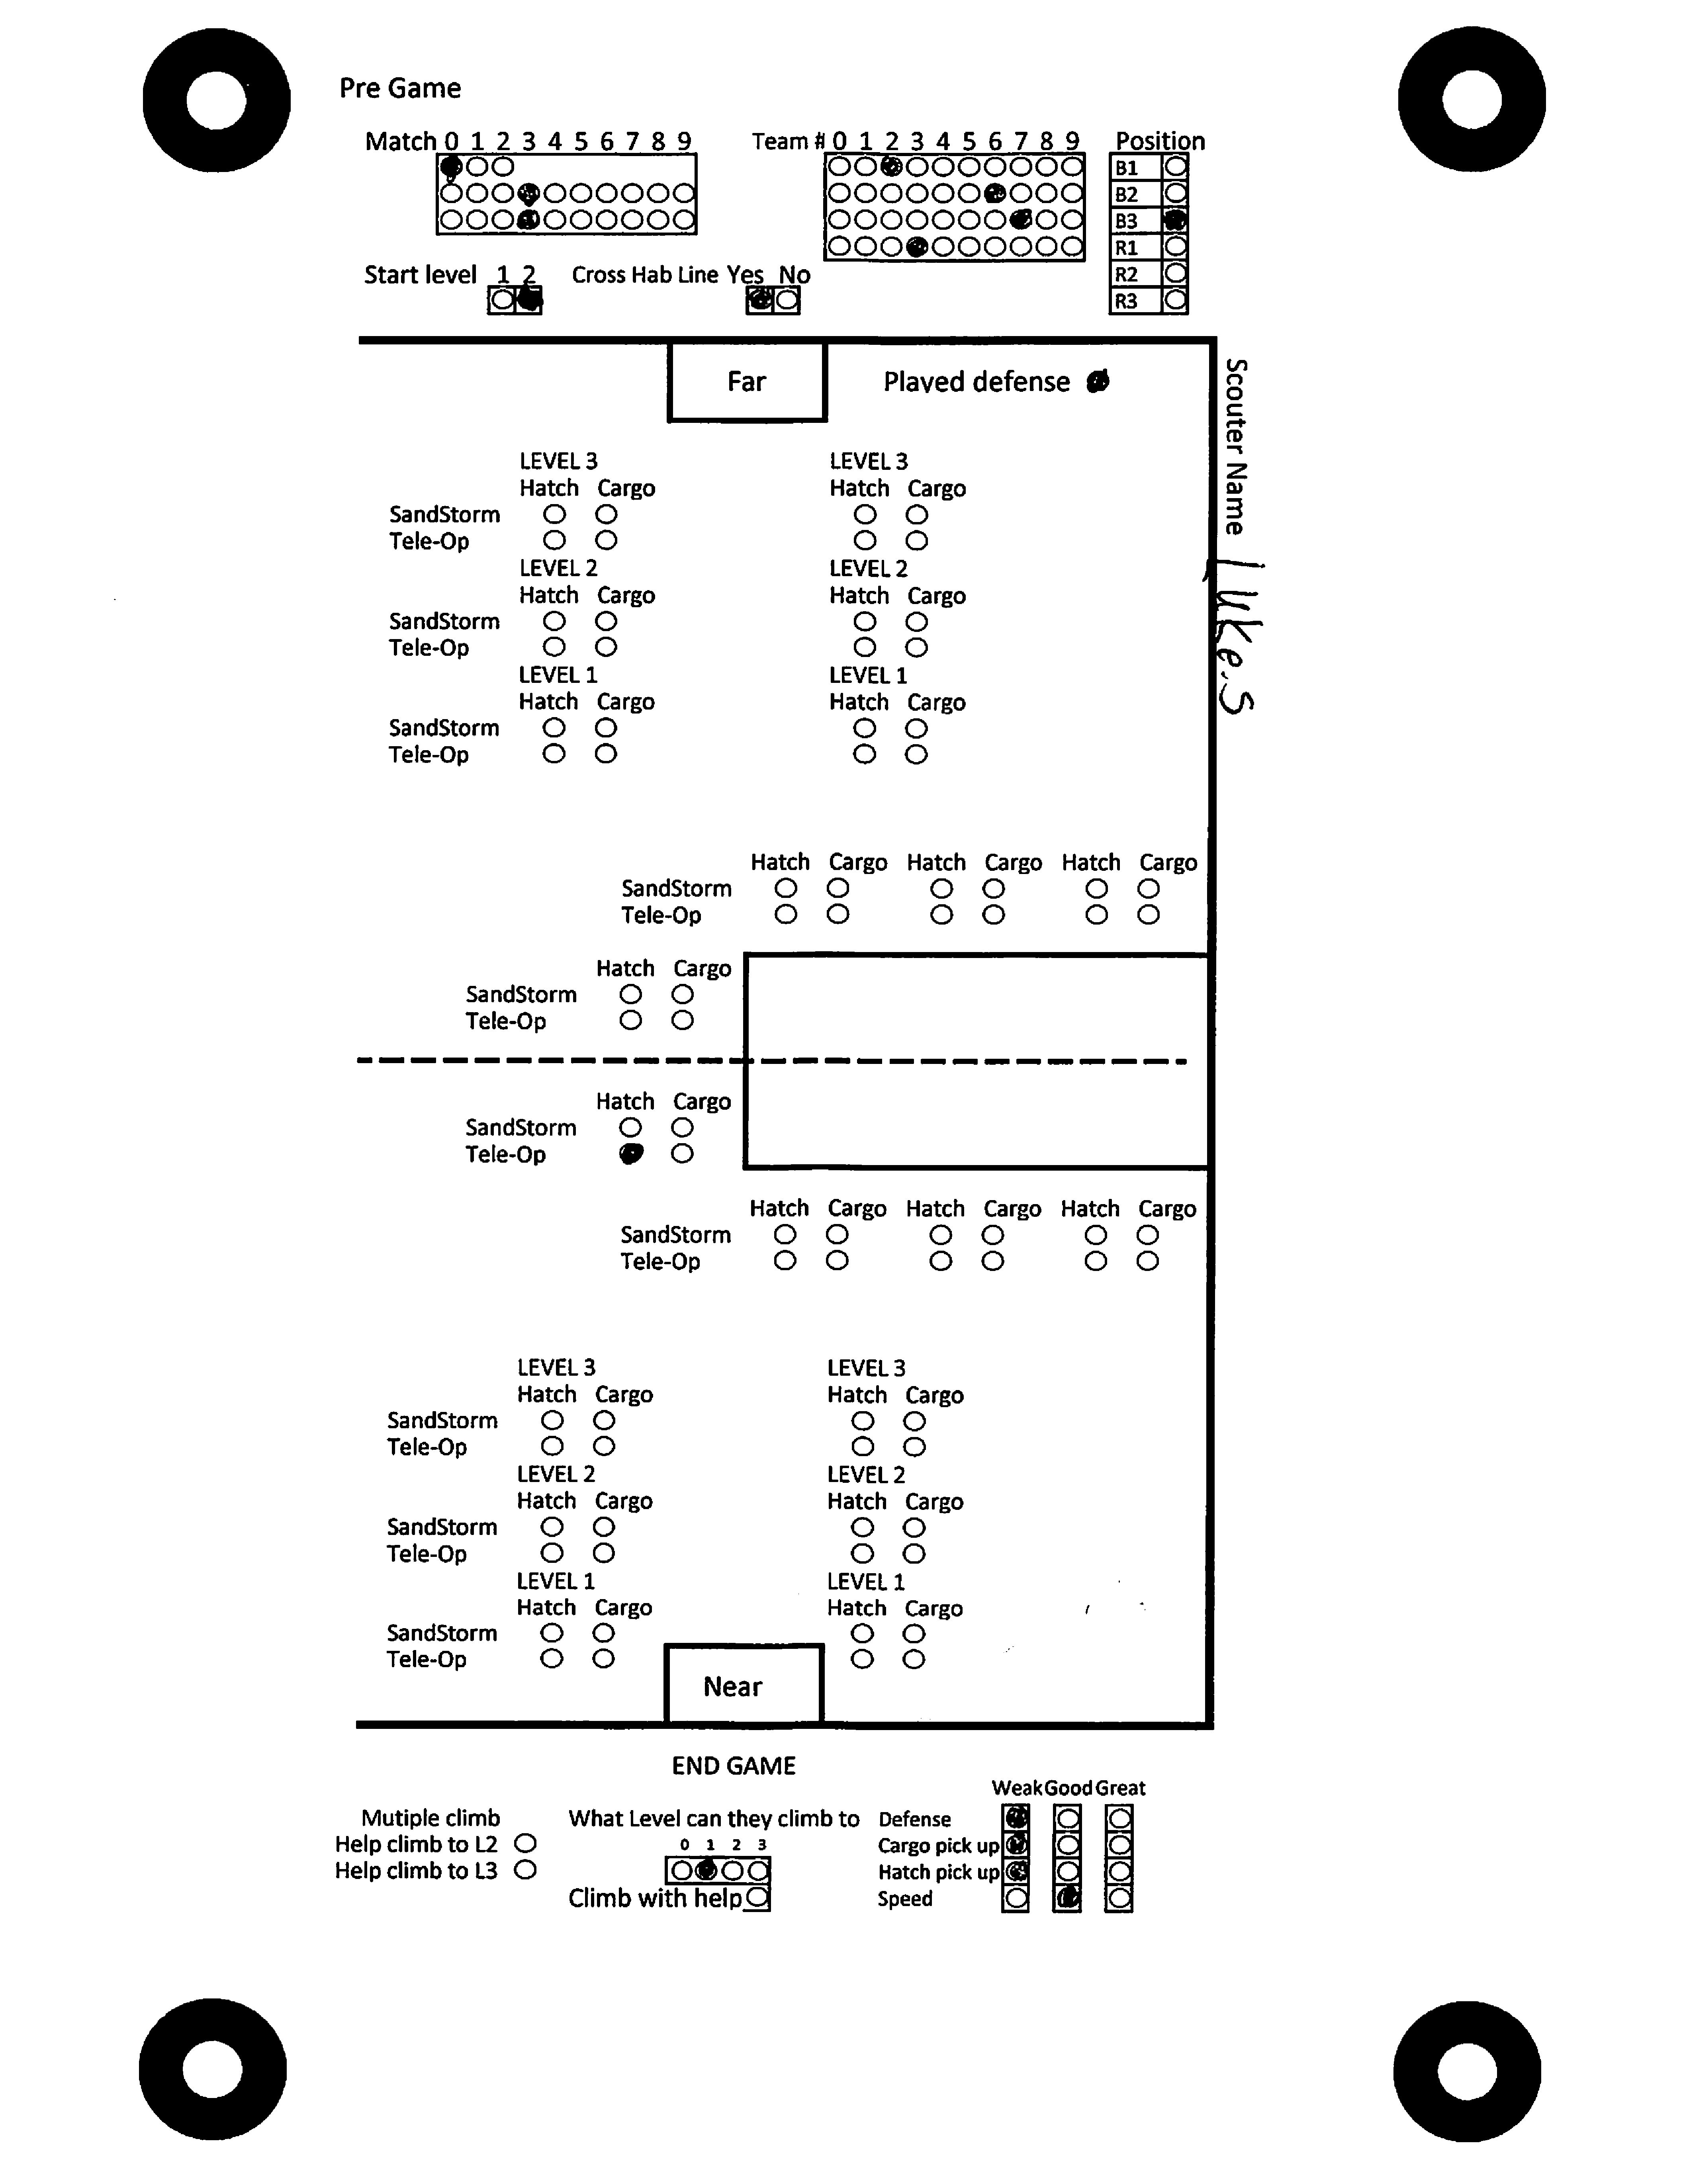 Pre Game
Match 0 1 2 3 4 5 6 7 8 9
Team # 0 1 2 3 4 5 6 7 8 9
Position
B1
B2
B3
R1
R2
R3
Start level 1 2
Cross Hab Line Yes No
Far
Played defense
Scouter Name Luke.S
LEVEL 3 LEVEL 3
Hatch Cargo Hatch Cargo
SandStorm
Tele-Op
LEVEL 2 LEVEL 2
Hatch Cargo Hatch Cargo
SandStorm
Tele-Op
LEVEL 1 LEVEL 1
Hatch Cargo Hatch Cargo
SandStorm
Tele-Op
Hatch Cargo Hatch Cargo Hatch Cargo
SandStorm
Tele-Op
Hatch Cargo
SandStorm
Tele-Op
Hatch Cargo
SandStorm
Tele-Op
Hatch Cargo Hatch Cargo Hatch Cargo
SandStorm
Tele-Op
LEVEL 3 LEVEL 3
Hatch Cargo Hatch Cargo
SandStorm
Tele-Op
LEVEL 2 LEVEL 2
Hatch Cargo Hatch Cargo
SandStorm
Tele-Op
LEVEL 1 LEVEL 1
Hatch Cargo Hatch Cargo
SandStorm
Tele-Op
Near
END GAME
Mutiple climb
Help climb to L2
Help climb to L3
What Level can they climb to
0 1 2 3
Climb with help
Weak Good Great
Defense
Cargo pick up
Hatch pick up
Speed